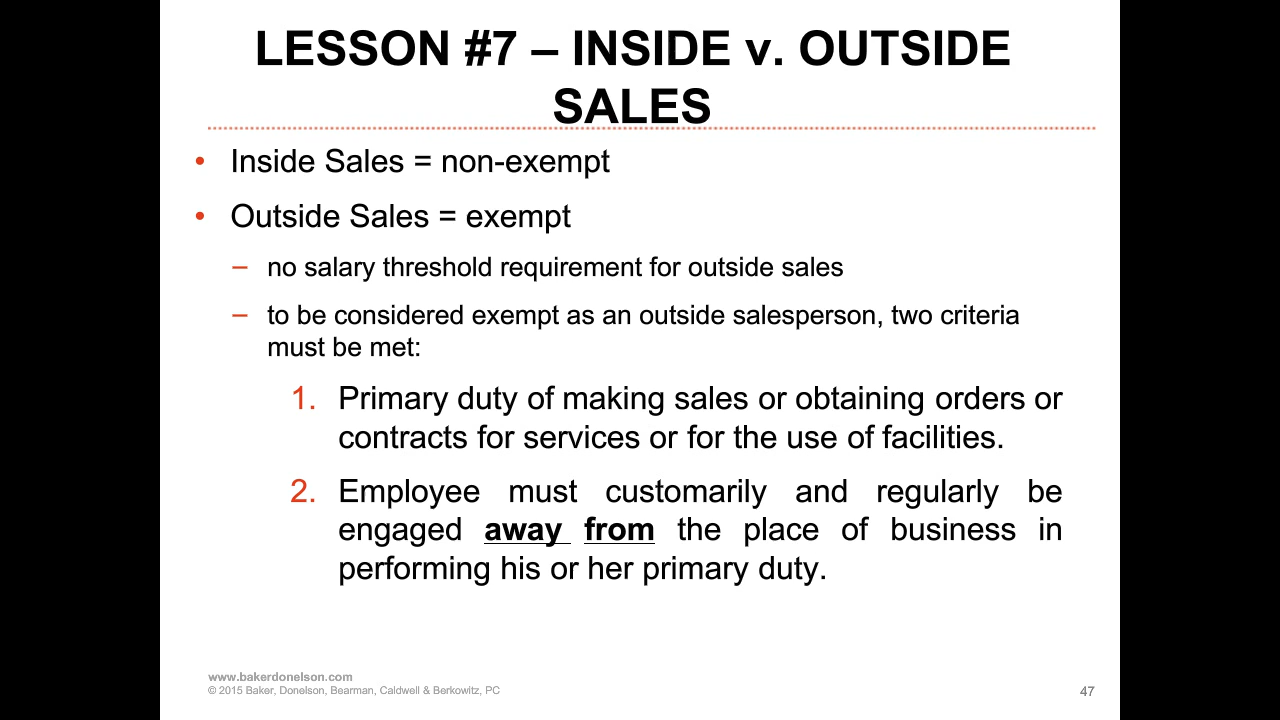 LESSON #7 – INSIDE v. OUTSIDE
SALES
• Inside Sales = non-exempt
• Outside Sales = exempt
– no salary threshold requirement for outside sales
– to be considered exempt as an outside salesperson, two criteria
must be met:
1. Primary duty of making sales or obtaining orders or
contracts for services or for the use of facilities.
2. Employee must customarily and regularly be
engaged away from the place of business in
performing his or her primary duty.
www.bakerdonelson.com
© 2015 Baker, Donelson, Bearman, Caldwell & Berkowitz, PC
47